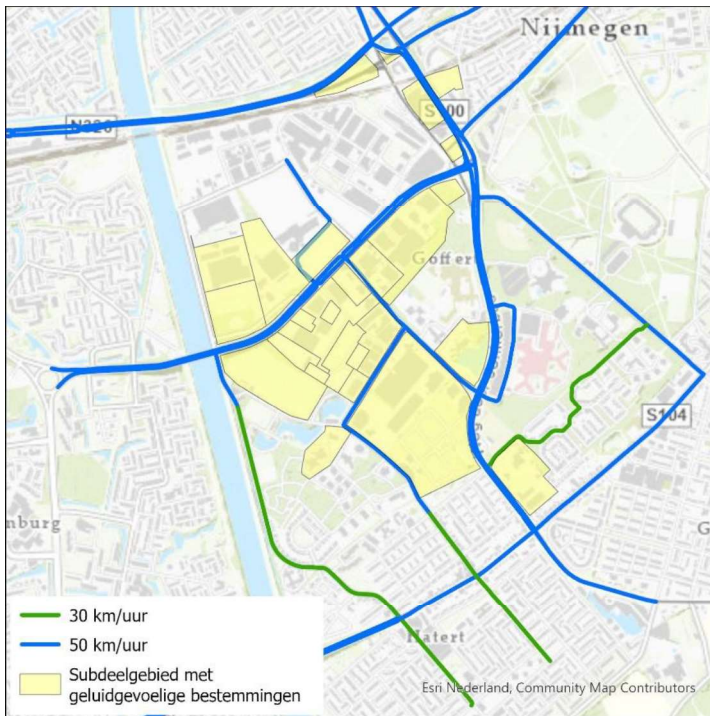 Nijmegen
S100
N326
Goffert
S104
nburg
G
Hatert
30 km/uur
50 km/uur
Subdeelgebied met
geluidgevoelige bestemmingen
Esri Nederland, Community Map Contributors